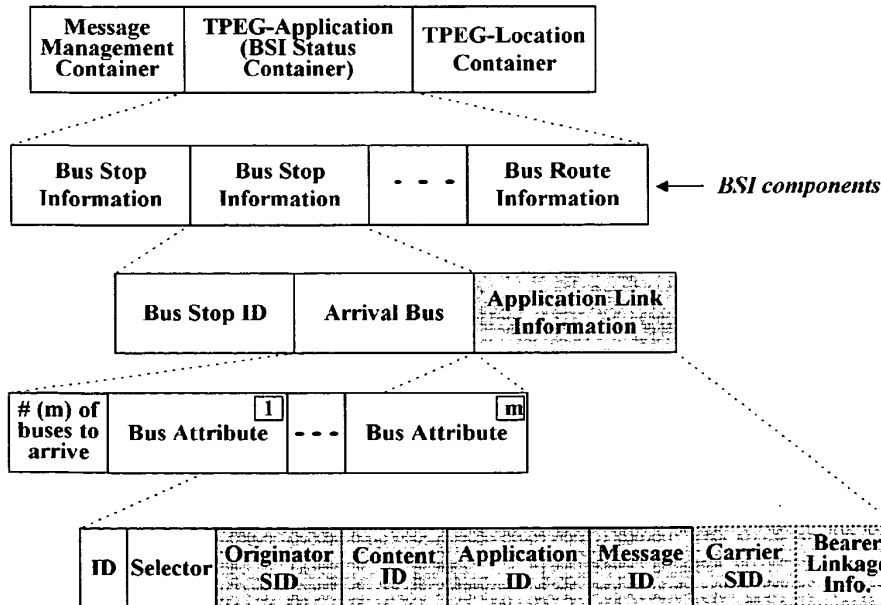 Message
Management
Container
TPEG-Application
(BSI Status
Container)
TPEG-Location
Container
Bus Stop
Information
Bus Stop
Information
- - -
Bus Route
Information
BSI components
Bus Stop ID
Arrival Bus
Application Link
Information
# (m) of
buses to
arrive
Bus Attribute
1
- - -
Bus Attribute
m
ID
Selector
Originator
SID
Content
ID
Application
ID
Message
ID
Carrier
SID
Bearer
Linkage
Info.